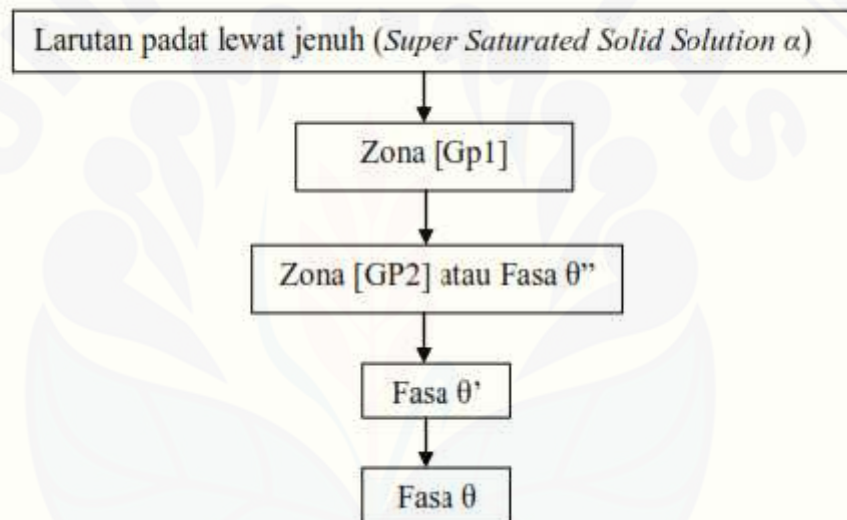 Larutan padat lewat jenuh (Super Saturated Solid Solution α)
Zona [Gp1]
Zona [GP2] atau Fasa θ”
Fasa θ’
Fasa θ